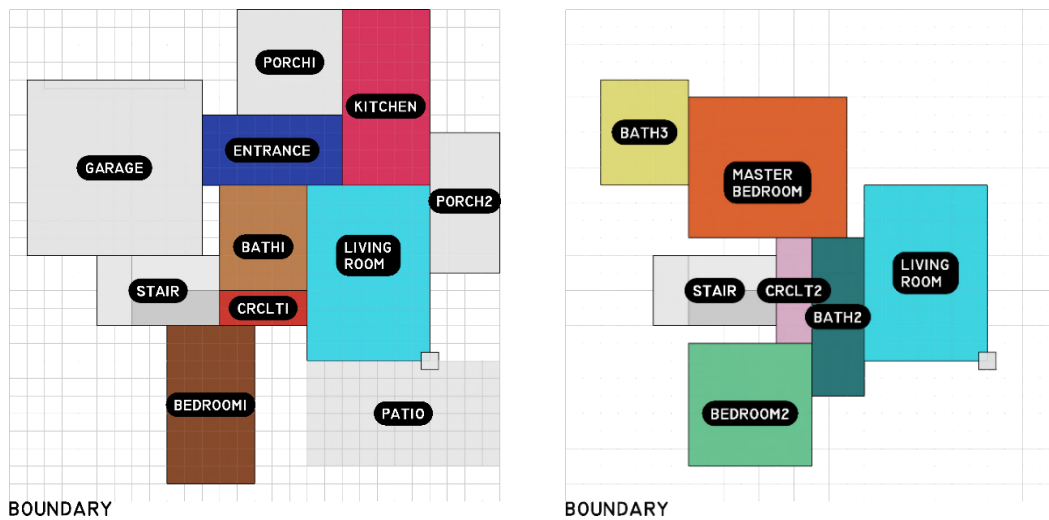 PORCH1
KITCHEN
ENTRANCE
GARAGE
PORCH2
BATH1
LIVING
ROOM
STAIR
CRCLT1
BEDROOM1
PATIO
BOUNDARY
BATH3
MASTER
BEDROOM
LIVING
ROOM
STAIR
CRCLT2
BATH2
BEDROOM2
BOUNDARY